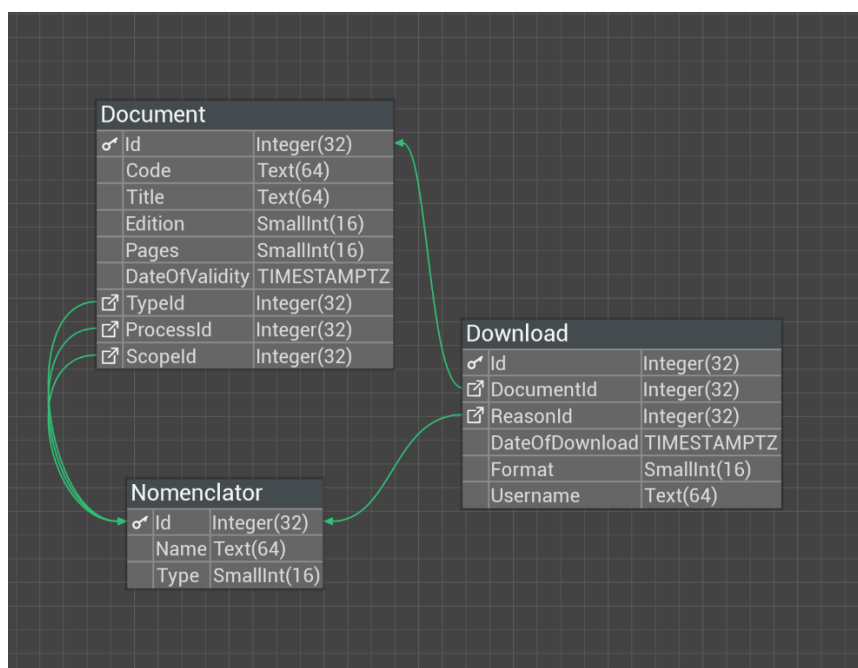 Document
Id Integer(32)
Code Text(64)
Title Text(64)
Edition SmallInt(16)
Pages SmallInt(16)
DateOfValidity TIMESTAMPTZ
TypeId Integer(32)
ProcessId Integer(32)
ScopeId Integer(32)
Download
Id Integer(32)
DocumentId Integer(32)
ReasonId Integer(32)
DateOfDownload TIMESTAMPTZ
Format SmallInt(16)
Username Text(64)
Nomenclator
Id Integer(32)
Name Text(64)
Type SmallInt(16)